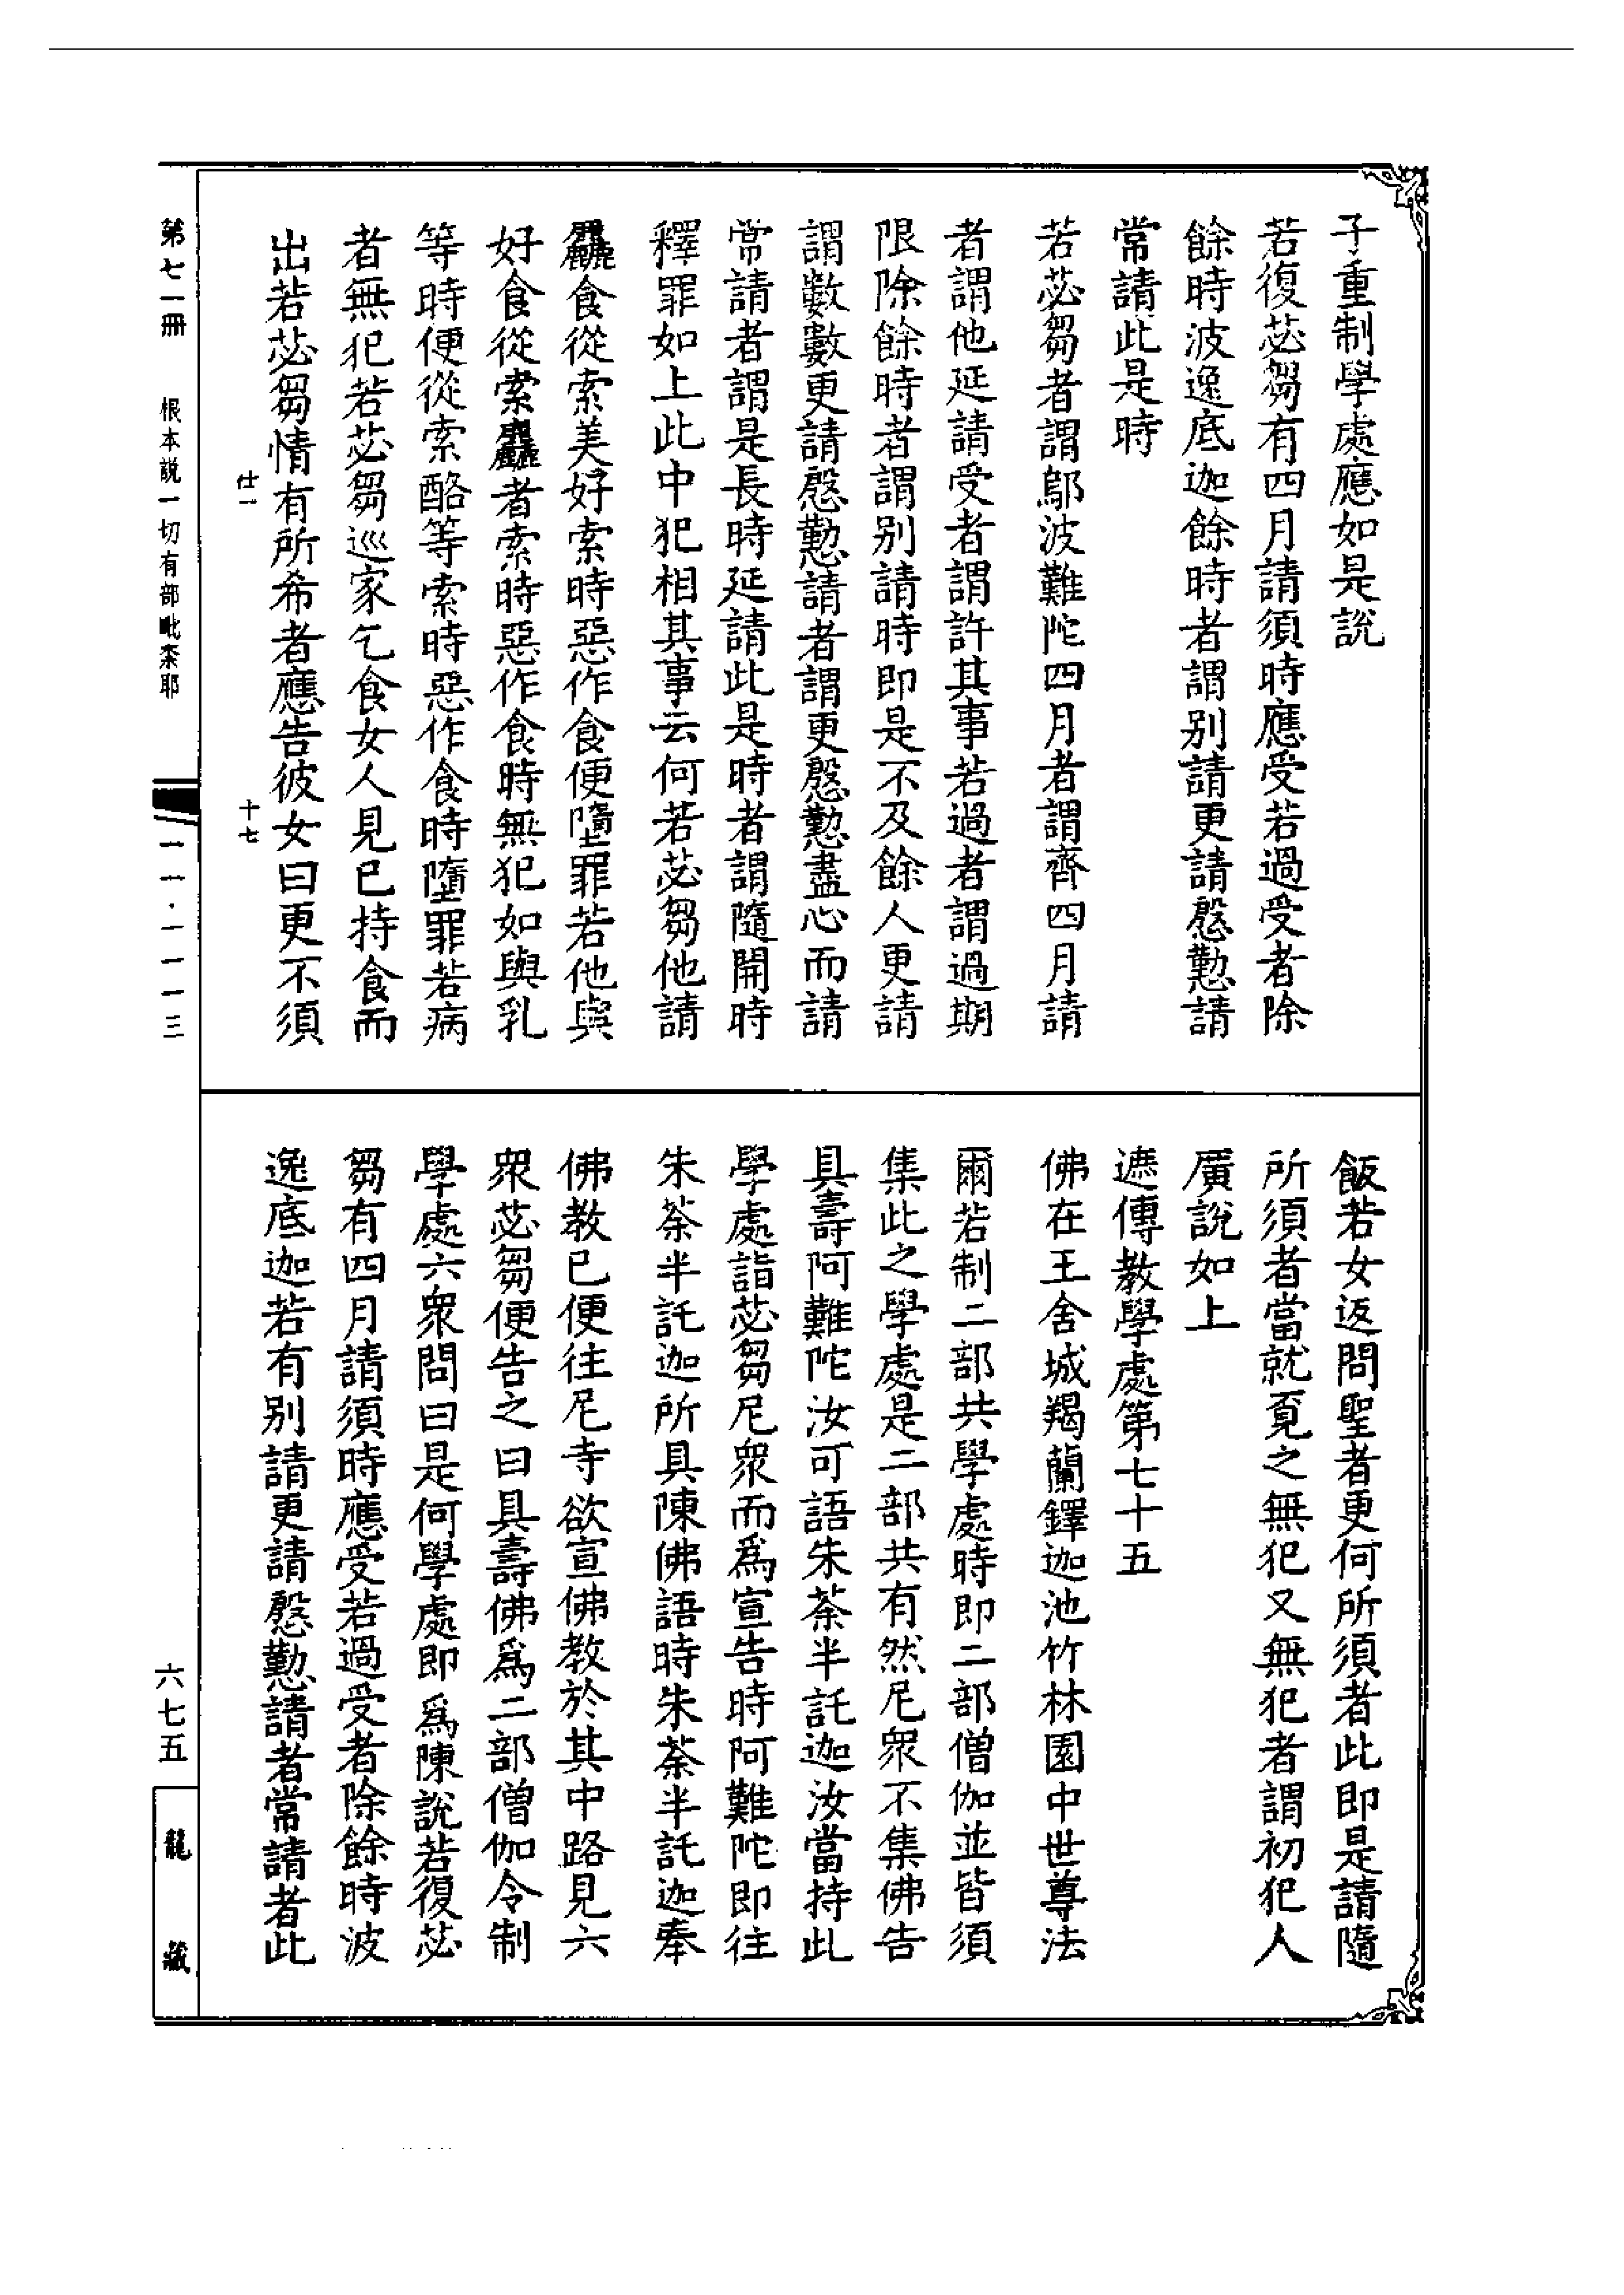 子重制學處應如是說
若復苾芻有四月請須時應受若過受者除
餘時波逸底迦餘時者謂別請更請慇懃請
常請此是時
若苾芻者謂鄔波難陀四月者謂齊四月請
者謂他延請受者謂許其事若過者謂過期
限除餘時者謂別請時即是不及餘人更請
謂數數更請慇懃請者謂更慇懃盡心而請
常請者謂是長時延請此是時者謂隨開時
釋罪如上此中犯相其事云何若苾芻他請
麤食從索美好索時惡作食便墮罪若他與
好食從索麤者索時惡作食時無犯如與乳
等時便從索酪等索時惡作食時墮罪若病
者無犯若苾芻巡家乞食女人見已持食而
出若苾芻情有所希者應告彼女曰更不須
仕一 十七
飯若女返問聖者更何所須者此即是請隨
所須者當就覔之無犯又無犯者謂初犯人
廣說如上
遮傳教學處第七十五
佛在王舍城羯蘭鐸迦池竹林園中世尊法
爾若制二部共學處時即二部僧伽並皆須
集此之學處是二部共有然尼眾不集佛告
具壽阿難陀汝可語朱荼半託迦汝當持此
學處詣苾芻尼眾而為宣告時阿難陀即往
朱荼半託迦所具陳佛語時朱荼半託迦奉
佛教已便往尼寺欲宣佛教於其中路見六
眾苾芻便告之曰具壽佛為二部僧伽令制
學處六眾問曰是何學處即為陳說若復苾
芻有四月請須時應受若過受者除餘時波
逸底迦若有別請更請慇懃請者常請者此
第七一冊 根本說一切有部毗奈耶
一一·一一一三
六七五
龍藏